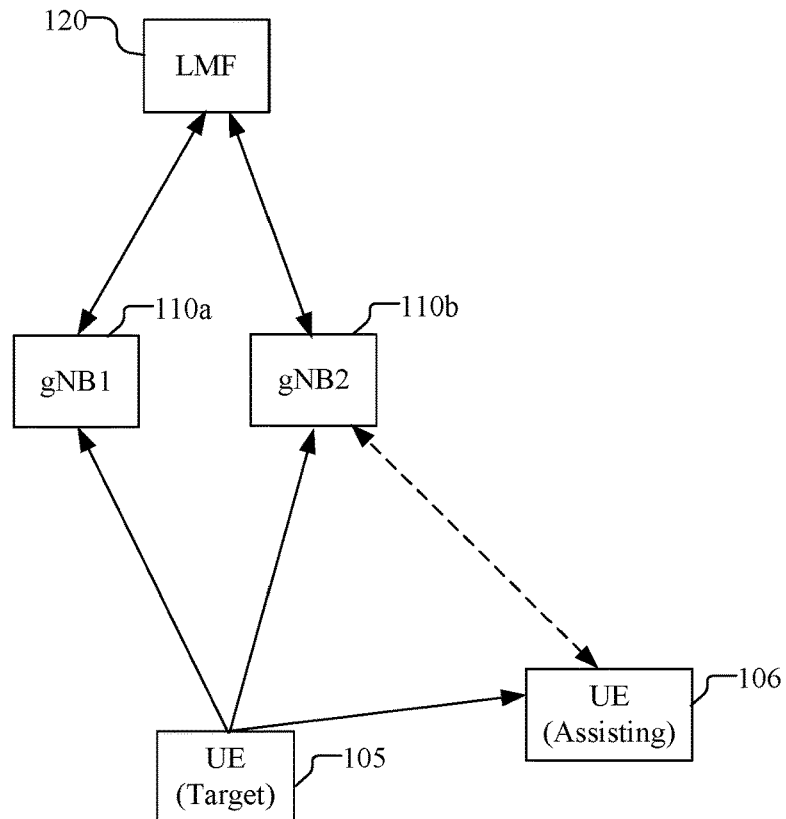 120
LMF
110a
110b
gNB1
gNB2
UE
(Assisting)
106
UE
(Target)
105